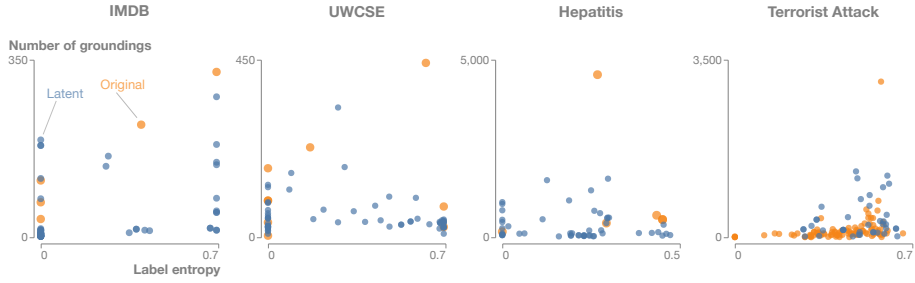 IMDB
UWCSE
Hepatitis
Terrorist Attack
Number of groundings
350
450
5,000
3,500
Original
Latent
0
0
0
0
0
0.7
0
0.7
0
0.5
0
0.7
Label entropy